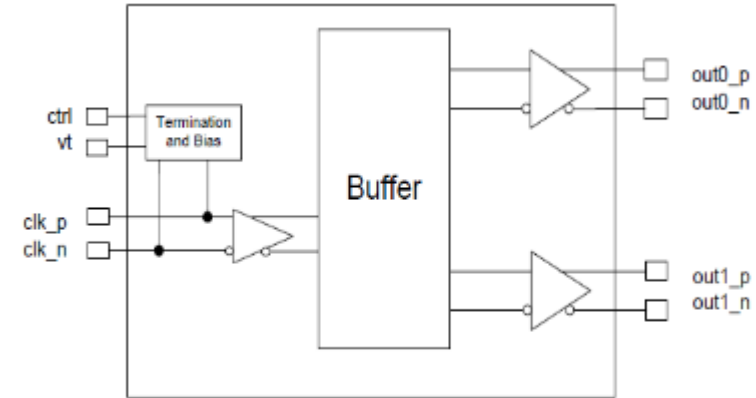 ctrl
vt
clk_p
clk_n
Termination
and Bias
Buffer
out0_p
out0_n
out1_p
out1_n